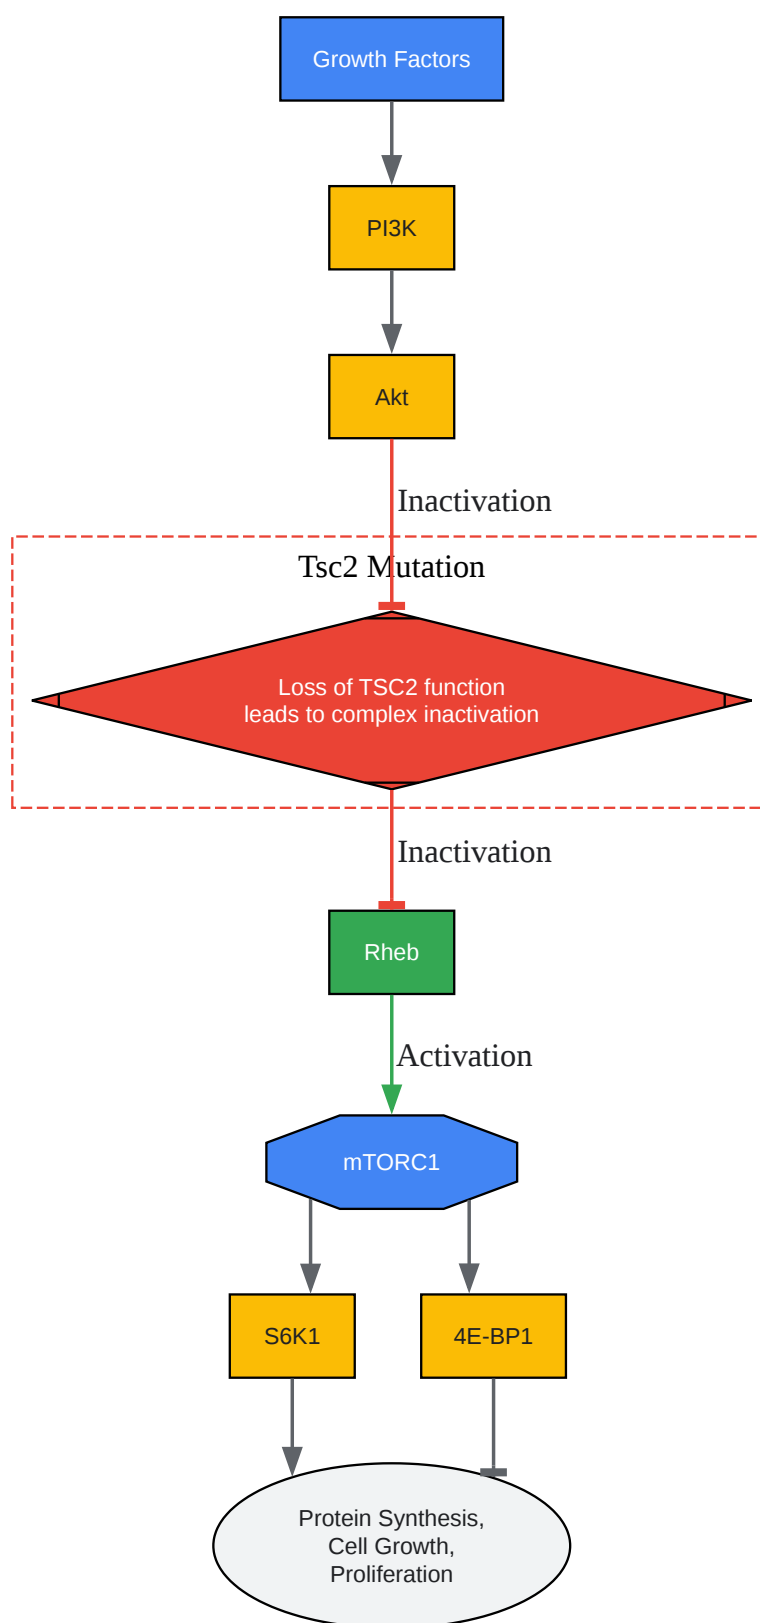 Growth Factors
PI3K
Akt
Inactivation
Tsc2 Mutation
Loss of TSC2 function
leads to complex inactivation
Inactivation
Rheb
Activation
mTORC1
S6K1
4E-BP1
Protein Synthesis,
Cell Growth,
Proliferation